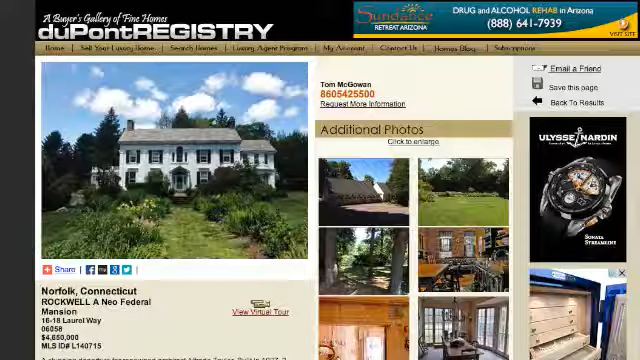 A Buyer's Gallery of Fine Homes
duPontREGISTRY
Sundance
RETREAT ARIZONA
DRUG and ALCOHOL REHAB in Arizona
(888) 641-7939
VISIT SITE
Home
Sell Your Luxury Home
Search Homes
Luxury Agent Program
My Account
Contact Us
Homes Blog
Subscriptions
Tom McGowan
8605425500
Request More Information
Email a Friend
Save this page
Back To Results
Additional Photos
Click to enlarge
ULYSSE NARDIN
SONATA
STREAMLINE
Share
Norfolk, Connecticut
ROCKWELL A Neo Federal
Mansion
16-18 Laurel Way
06058
$4,650,000
MLS ID# L140715
View Virtual Tour